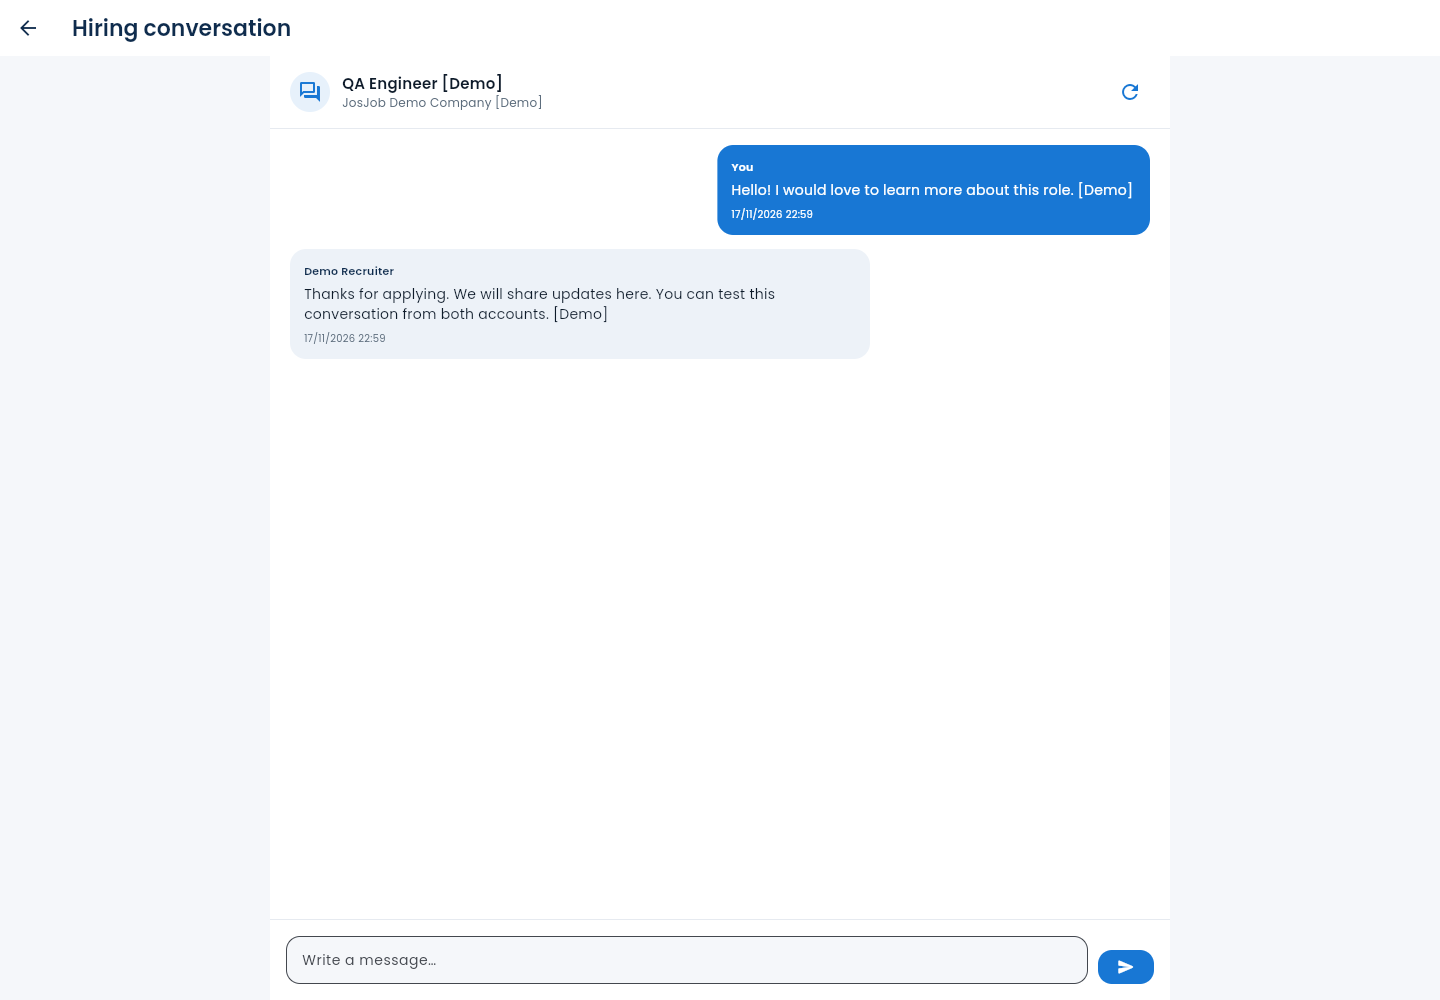 Hiring conversation
QA Engineer [Demo]
JosJob Demo Company [Demo]
You
Hello! I would love to learn more about this role. [Demo]
17/11/2026 22:59
Demo Recruiter
Thanks for applying. We will share updates here. You can test this
conversation from both accounts. [Demo]
17/11/2026 22:59
Write a message...